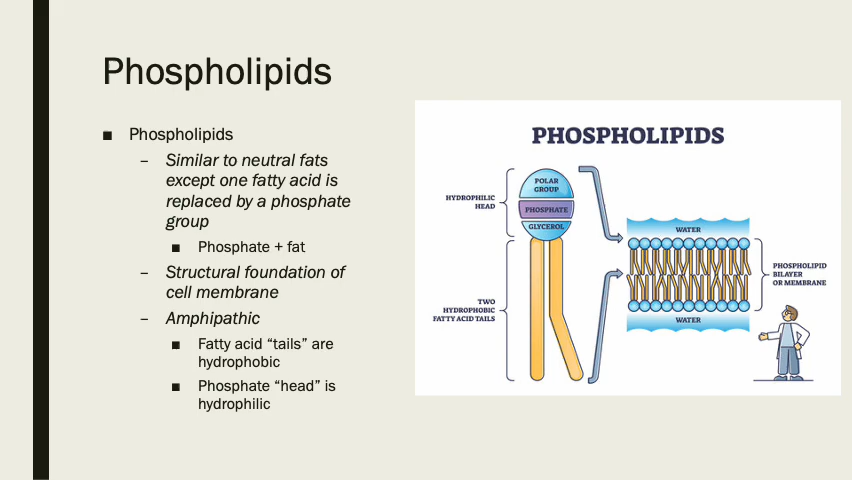 Phospholipids
■ Phospholipids
– Similar to neutral fats
except one fatty acid is
replaced by a phosphate
group
■ Phosphate + fat
– Structural foundation of
cell membrane
– Amphipathic
■ Fatty acid “tails” are
hydrophobic
■ Phosphate “head” is
hydrophilic
PHOSPHOLIPIDS
HYDROPHILIC
HEAD
POLAR
GROUP
PHOSPHATE
GLYCEROL
TWO
HYDROPHOBIC
FATTY ACID TAILS
WATER
PHOSPHOLIPID
BILAYER
OR MEMBRANE
WATER